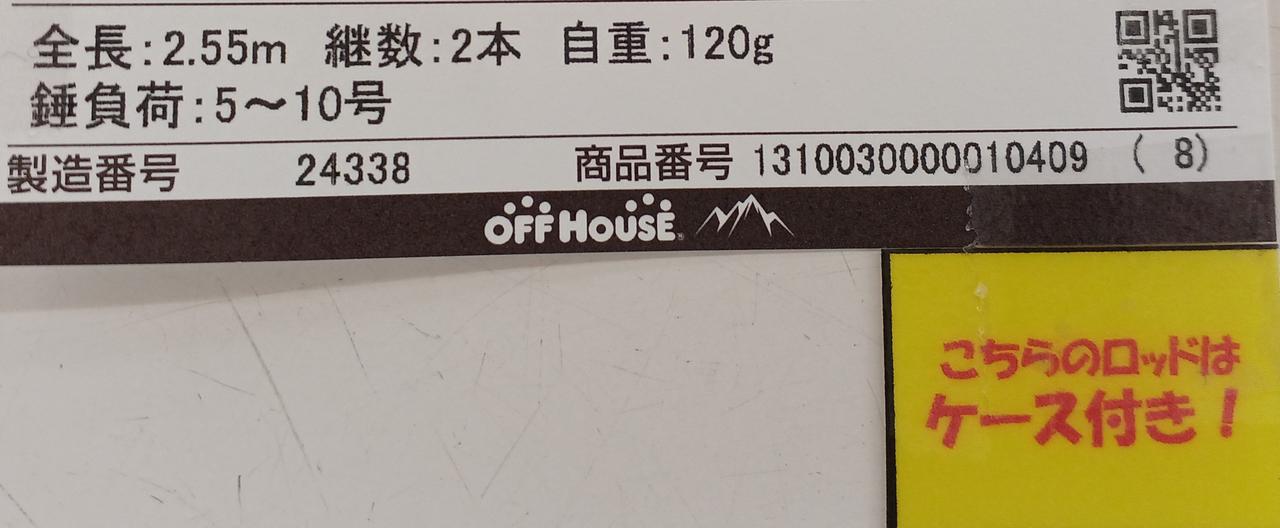 全長:2.55m 継数:2本 自重:120g
錘負荷:5〜10号
製造番号 24338 商品番号 1310030000010409 (8)
OFF HOUSE
こちらのロッドは
ケース付き!